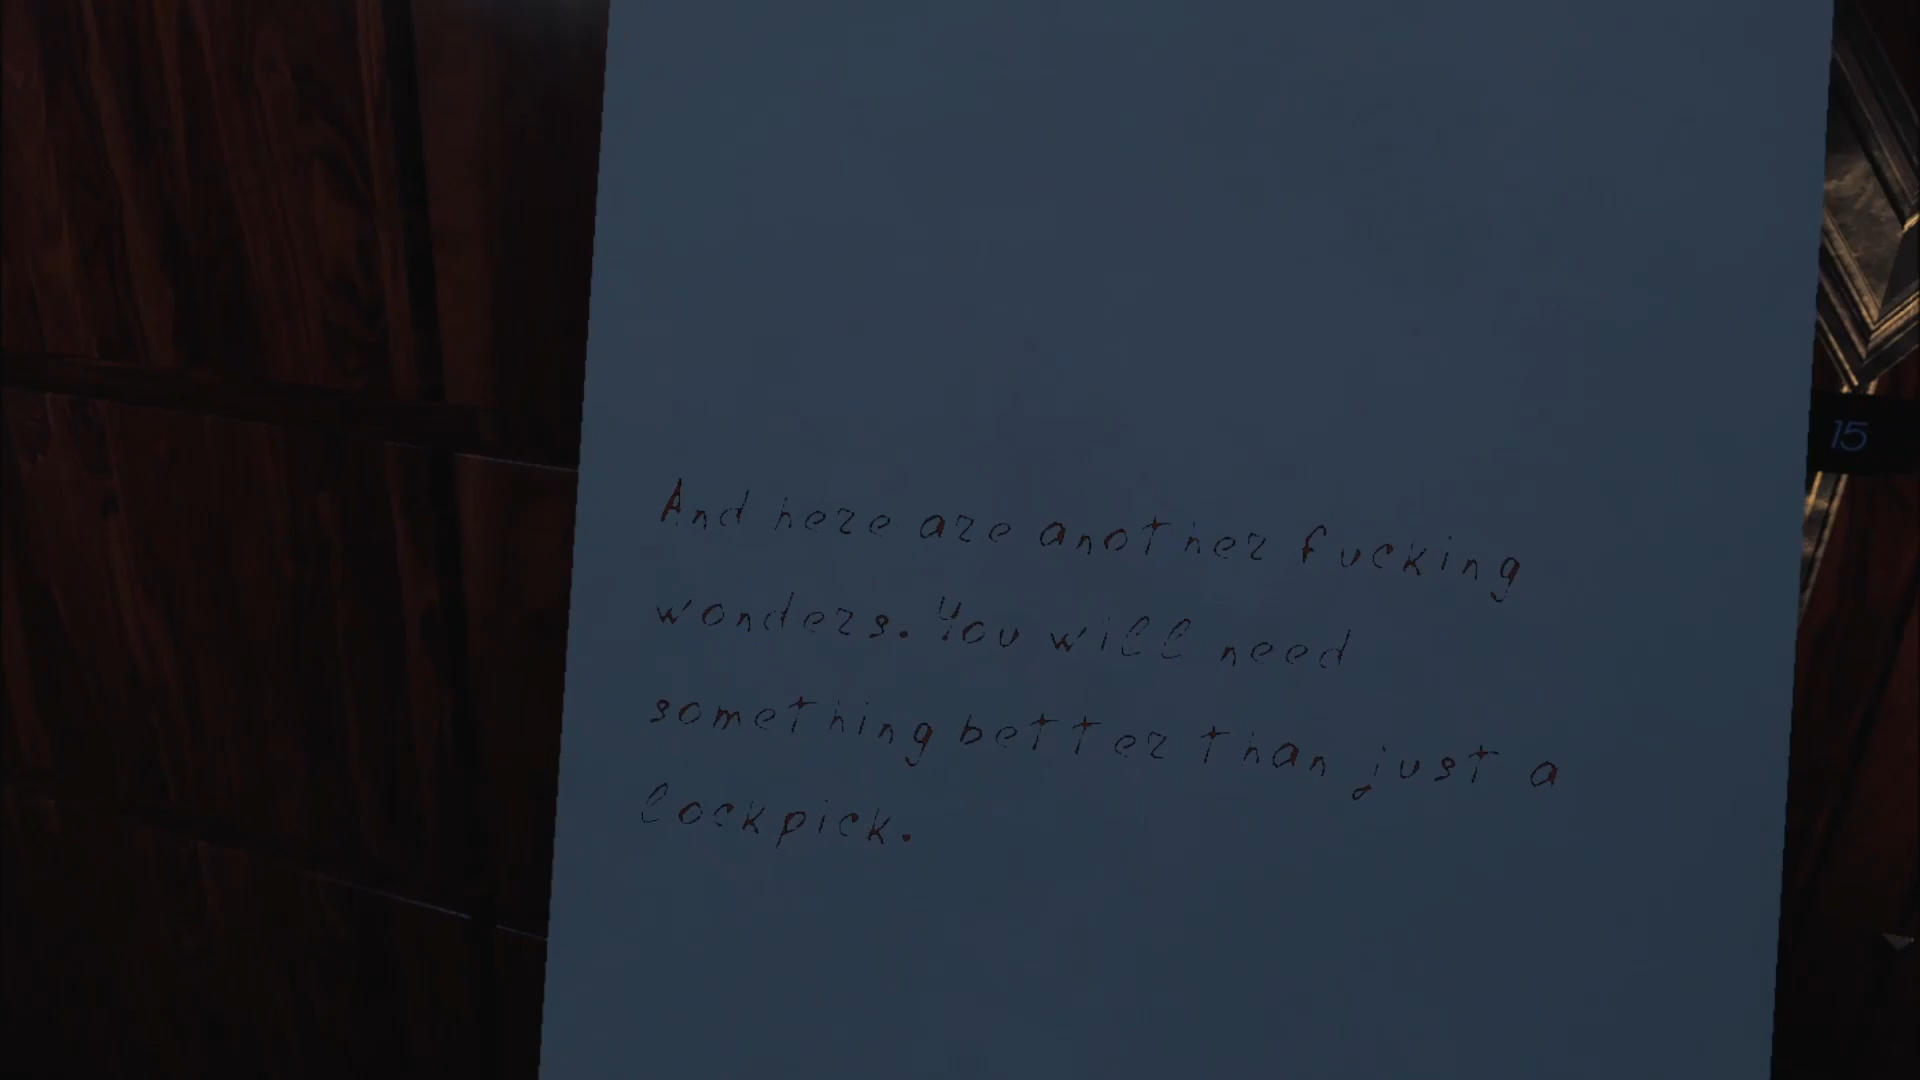 And here are another fucking
wonders. You will need
something better than just a
lockpick.
15